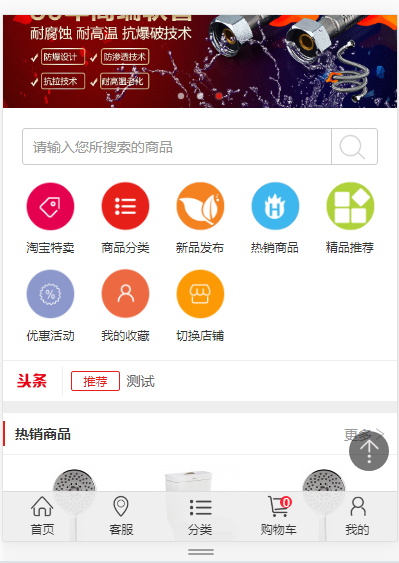 耐腐蚀 耐高温 抗爆破技术
防爆设计 防渗透技术
抗拉技术 耐高温老化
请输入您所搜索的商品
淘宝特卖 商品分类 新品发布 热销商品 精品推荐
优惠活动 我的收藏 切换店铺
头条 推荐 测试
热销商品 更多
0
首页 客服 分类 购物车 我的